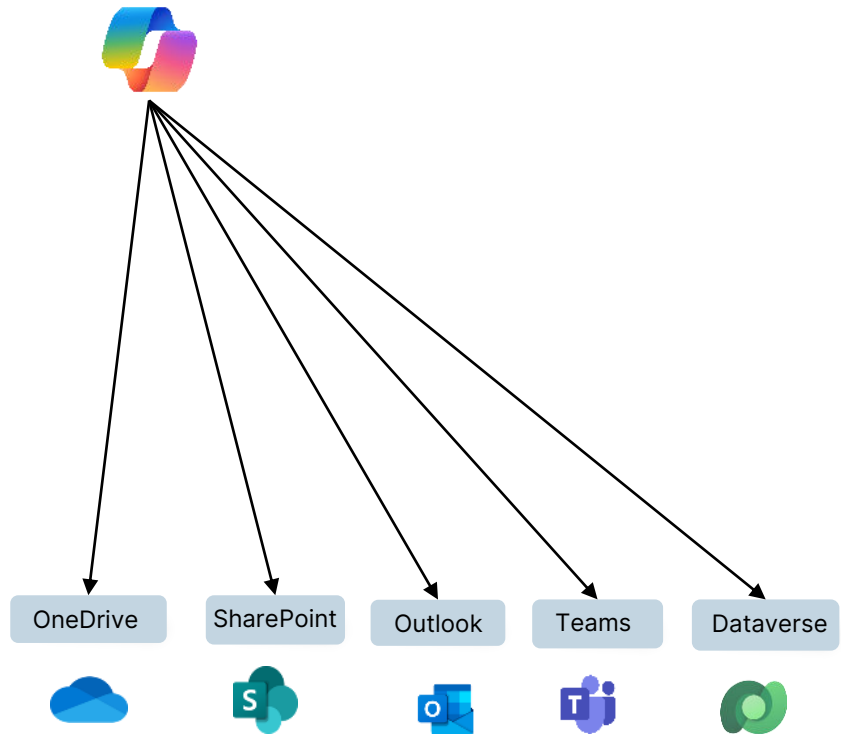 OneDrive
SharePoint
Outlook
Teams
Dataverse
S
O
T